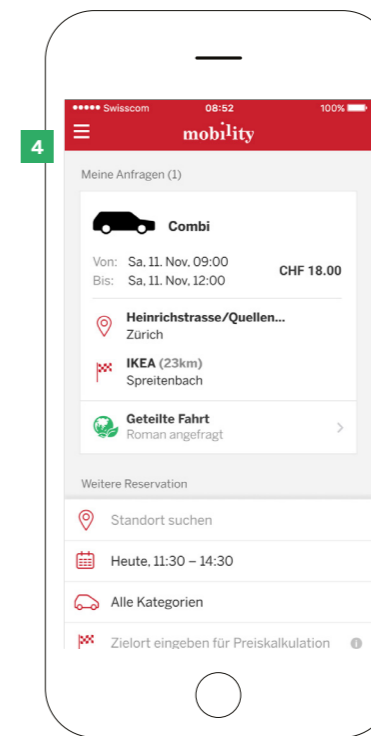 4
Swisscom 08:52 100%
mobility
Meine Anfragen (1)
Combi
Von: Sa, 11. Nov, 09:00
CHF 18.00
Bis: Sa, 11. Nov, 12:00
Heinrichstrasse/Quellen...
Zürich
IKEA (23km)
Spreitenbach
Geteilte Fahrt
Roman angefragt
Weitere Reservation
Standort suchen
Heute, 11:30 – 14:30
Alle Kategorien
Zielort eingeben für Preiskalkulation i